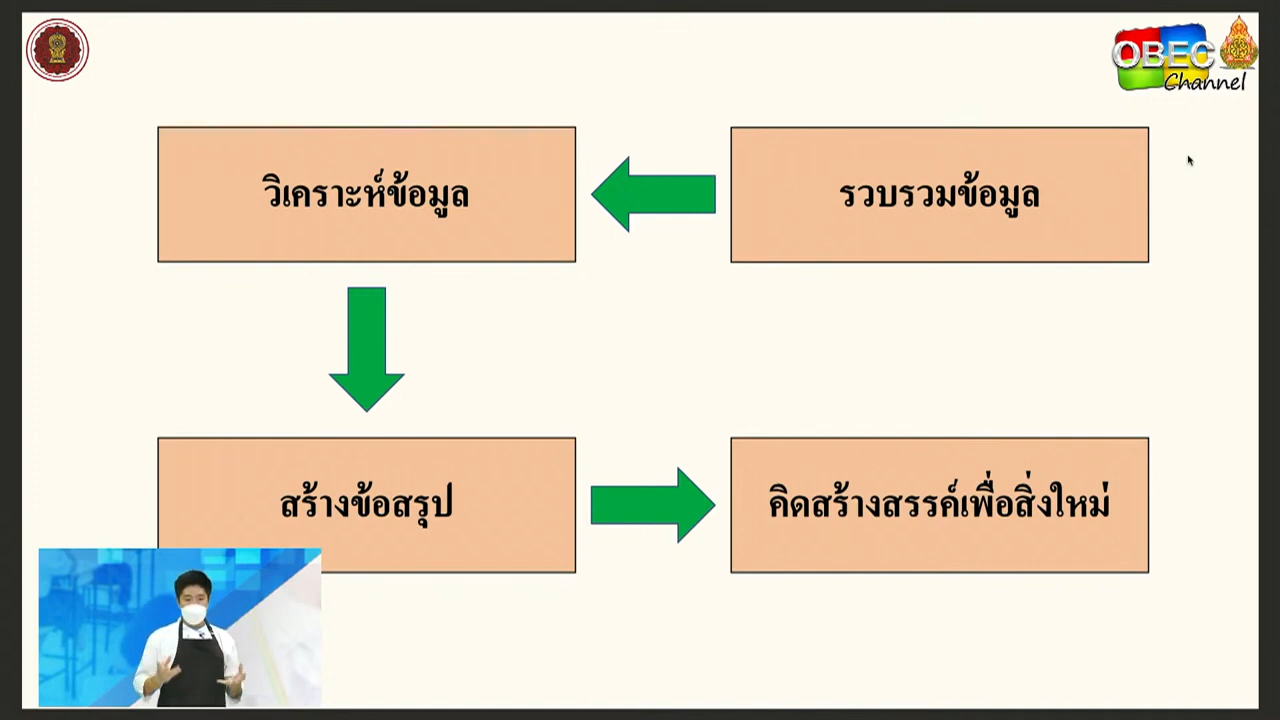 OBEC
Channel
วิเคราะห์ข้อมูล
รวบรวมข้อมูล
สร้างข้อสรุป
คิดสร้างสรรค์เพื่อสิ่งใหม่